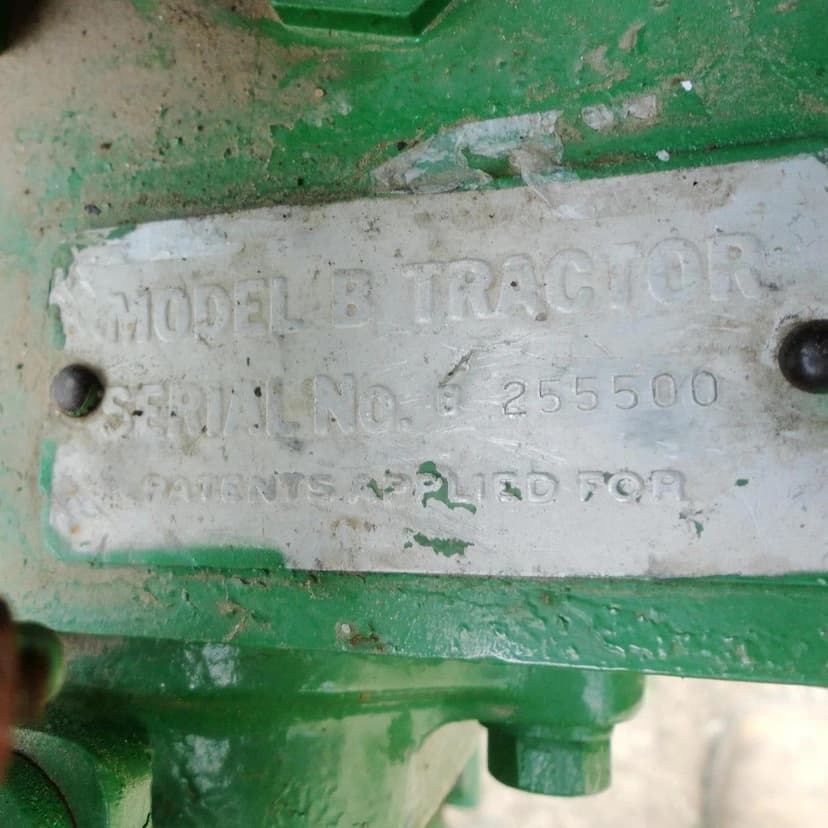 MODEL B TRACTOR
SERIAL NO. B 255500
PATENTS APPLIED FOR